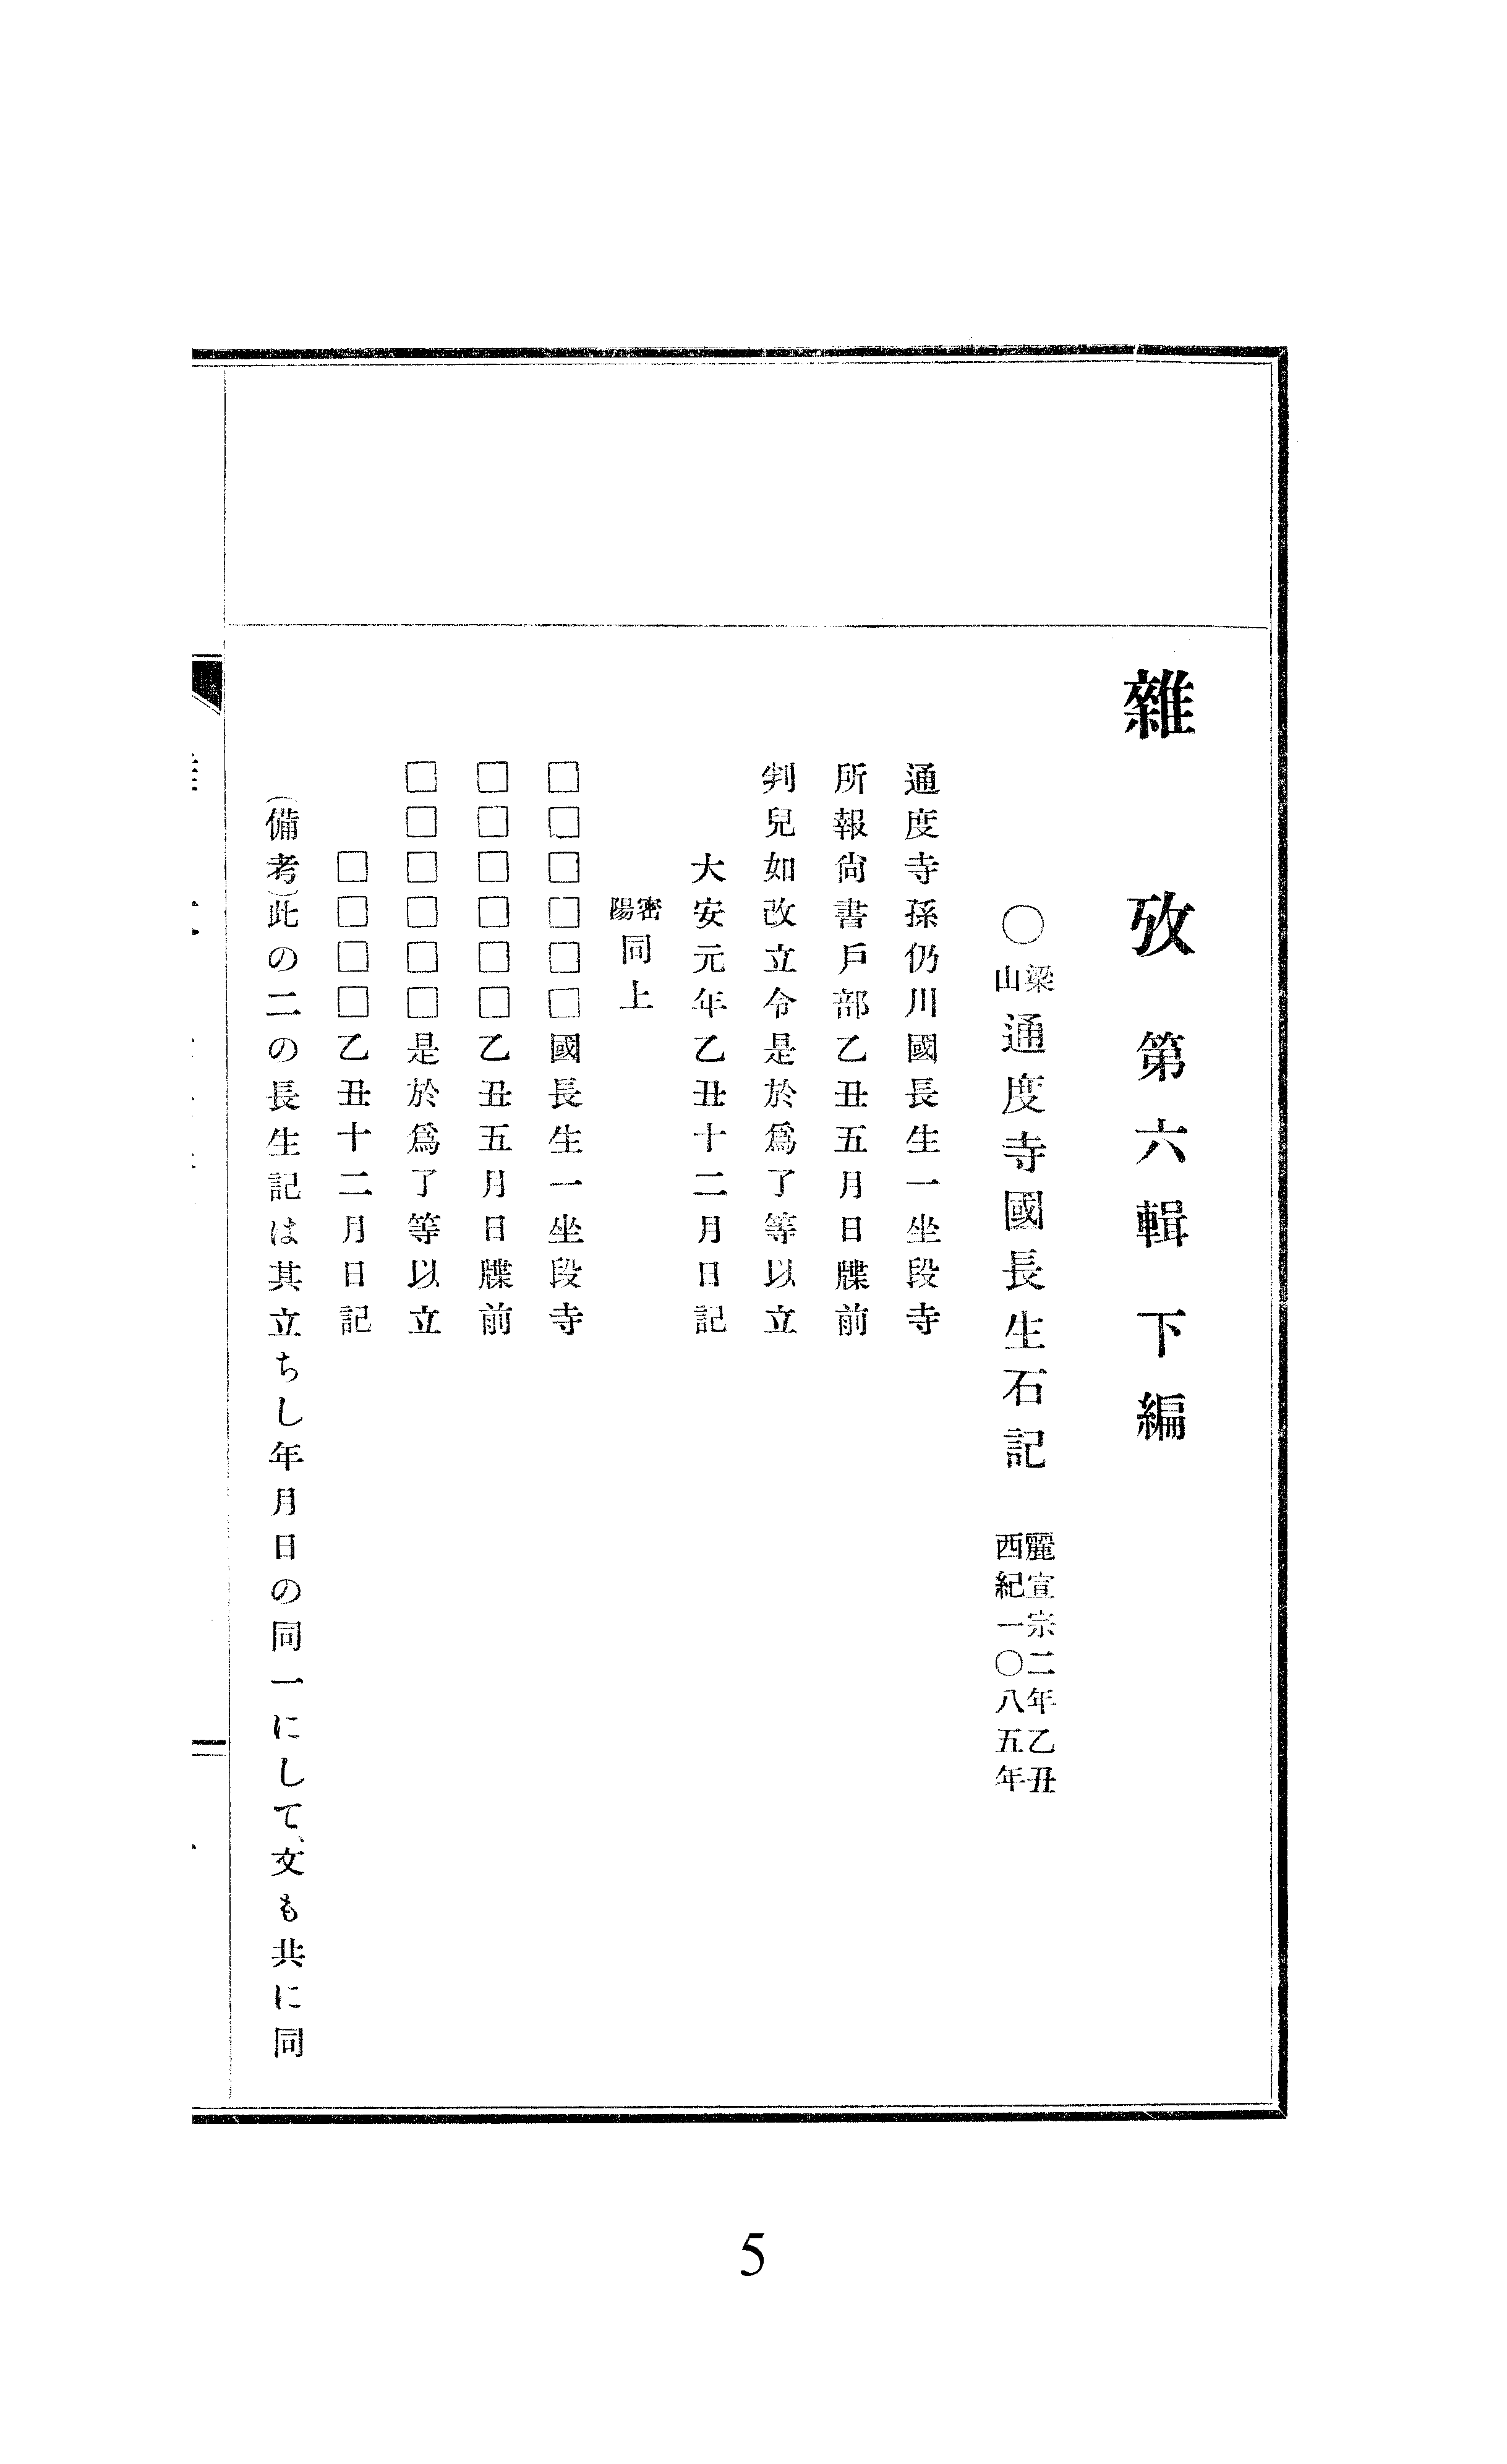 雜攷 第六輯 下編
〇梁山通度寺國長生石記 麗宣宗二年乙丑 西紀一〇八五年
通度寺孫仍川國長生一坐段寺
所報尙書戶部乙丑五月日牒前
判皃如改立令是於爲了等以立
大安元年乙丑十二月日記
密陽同上
□□□□□□國長生一坐段寺
□□□□□□乙丑五月日牒前
□□□□□□是於爲了等以立
□□□□乙丑十二月日記
(備考)此の二の長生記は其立ちし年月日の同一にして、文も共に同
5